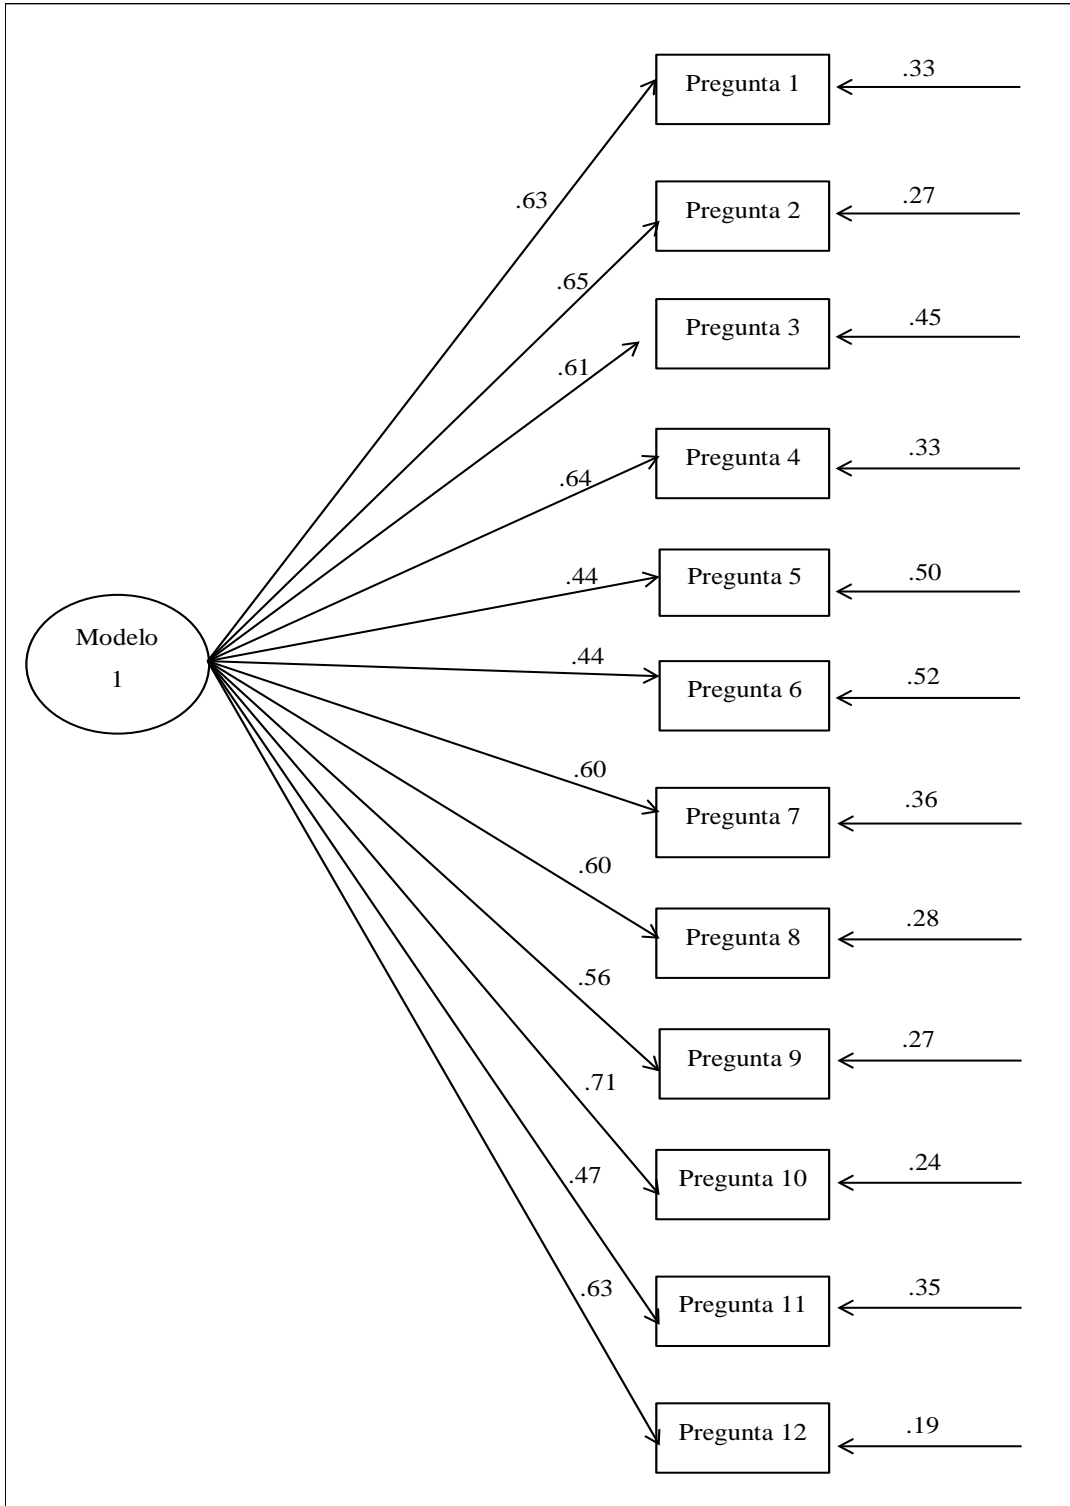 Pregunta 1
.33
.63
Pregunta 2
.27
.65
Pregunta 3
.45
.61
Pregunta 4
.33
.64
Pregunta 5
.50
.44
Modelo
1
Pregunta 6
.52
.44
Pregunta 7
.36
.60
Pregunta 8
.28
.60
Pregunta 9
.27
.56
Pregunta 10
.24
.71
Pregunta 11
.35
.47
Pregunta 12
.19
.63